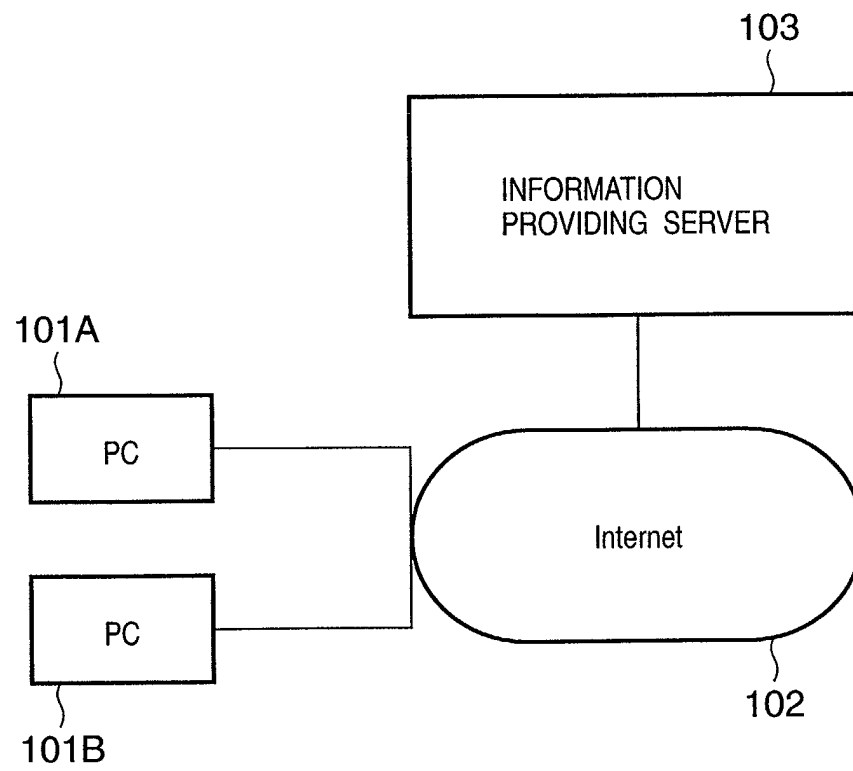 103
INFORMATION
PROVIDING SERVER
101A
PC
Internet
PC
102
101B